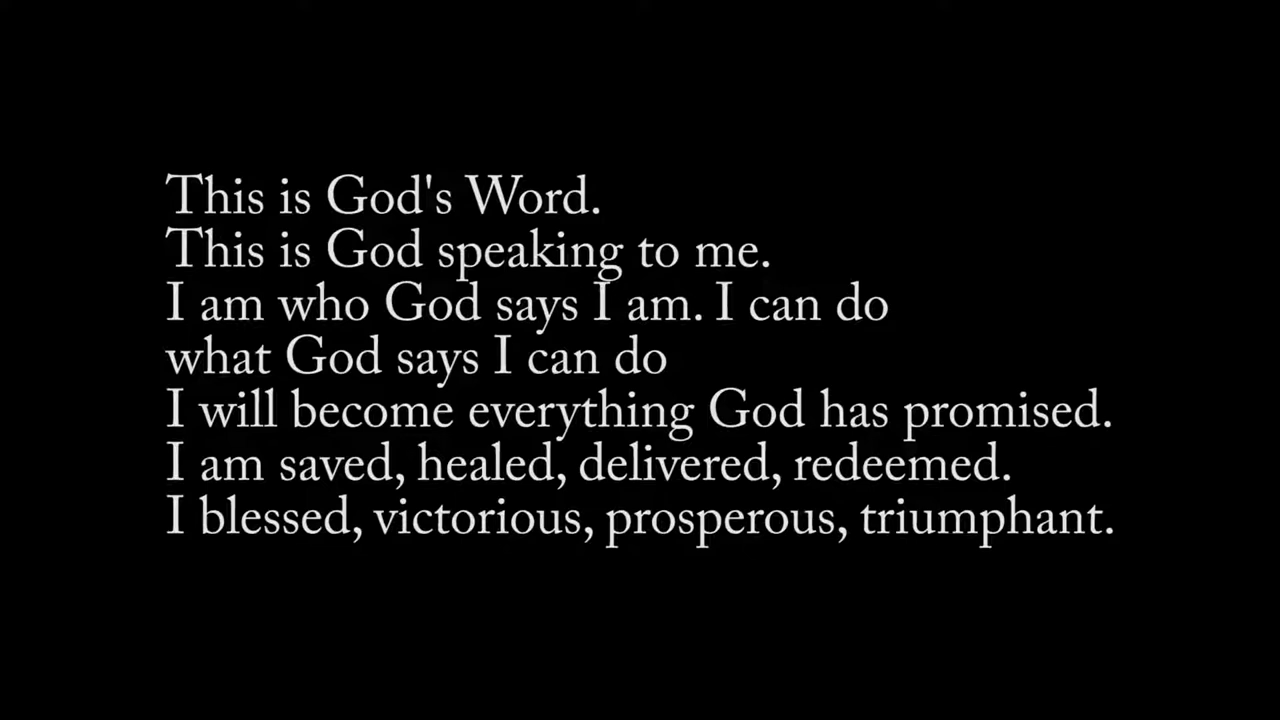 This is God's Word.
This is God speaking to me.
I am who God says I am. I can do
what God says I can do
I will become everything God has promised.
I am saved, healed, delivered, redeemed.
I blessed, victorious, prosperous, triumphant.